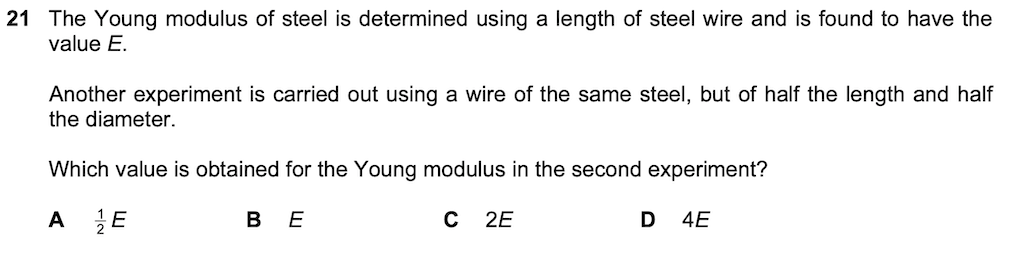 21 The Young modulus of steel is determined using a length of steel wire and is found to have the
value E.
Another experiment is carried out using a wire of the same steel, but of half the length and half
the diameter.
Which value is obtained for the Young modulus in the second experiment?
A ½E B E C 2E D 4E